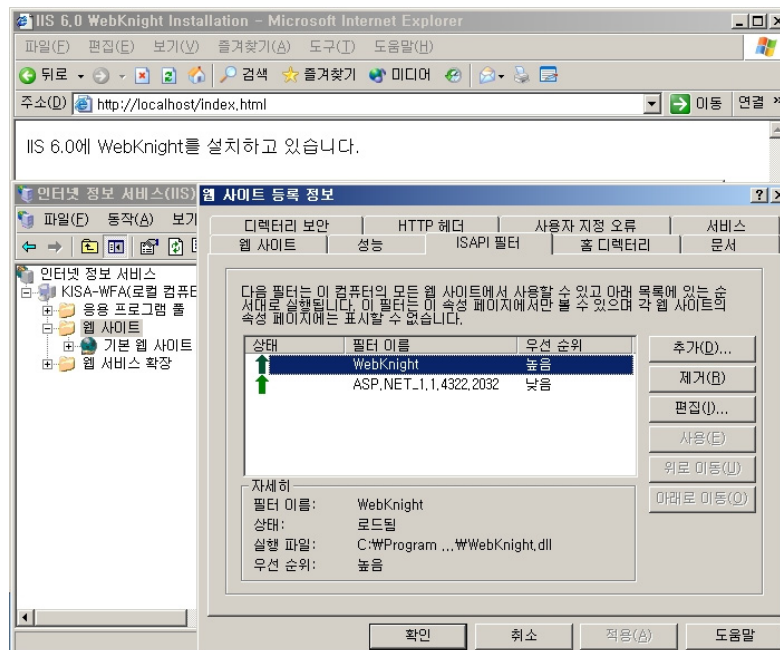 IIS 6,0 WebKnight Installation - Microsoft Internet Explorer
파일(F) 편집(E) 보기(V) 즐겨찾기(A) 도구(T) 도움말(H)
뒤로 검색 즐겨찾기 미디어
주소(D) http://localhost/index,html 이동 연결 »
IIS 6.0에 WebKnight를 설치하고 있습니다.
인터넷 정보 서비스(IIS)
파일(F) 동작(A) 보기
인터넷 정보 서비스
KISA-WFA(로컬 컴퓨터
응용 프로그램 풀
웹 사이트
기본 웹 사이트
웹 서비스 확장
웹 사이트 등록 정보
디렉터리 보안 HTTP 헤더 사용자 지정 오류 서비스
웹 사이트 성능 ISAPI 필터 홈 디렉터리 문서
다음 필터는 이 컴퓨터의 모든 웹 사이트에서 사용할 수 있고 아래 목록에 있는 순
서대로 실행됩니다. 이 필터는 이 속성 페이지에서만 볼 수 있으며 각 웹 사이트의
속성 페이지에는 표시할 수 없습니다.
상태 필터 이름 우선 순위
WebKnight 높음
ASP,NET_1,1,4322,2032 낮음
추가(D)...
제거(R)
편집(I)...
사용(E)
위로 이동(U)
아래로 이동(O)
자세히
필터 이름: WebKnight
상태: 로드됨
실행 파일: C:₩Program ...₩WebKnight,dll
우선 순위: 높음
확인 취소 적용(A) 도움말